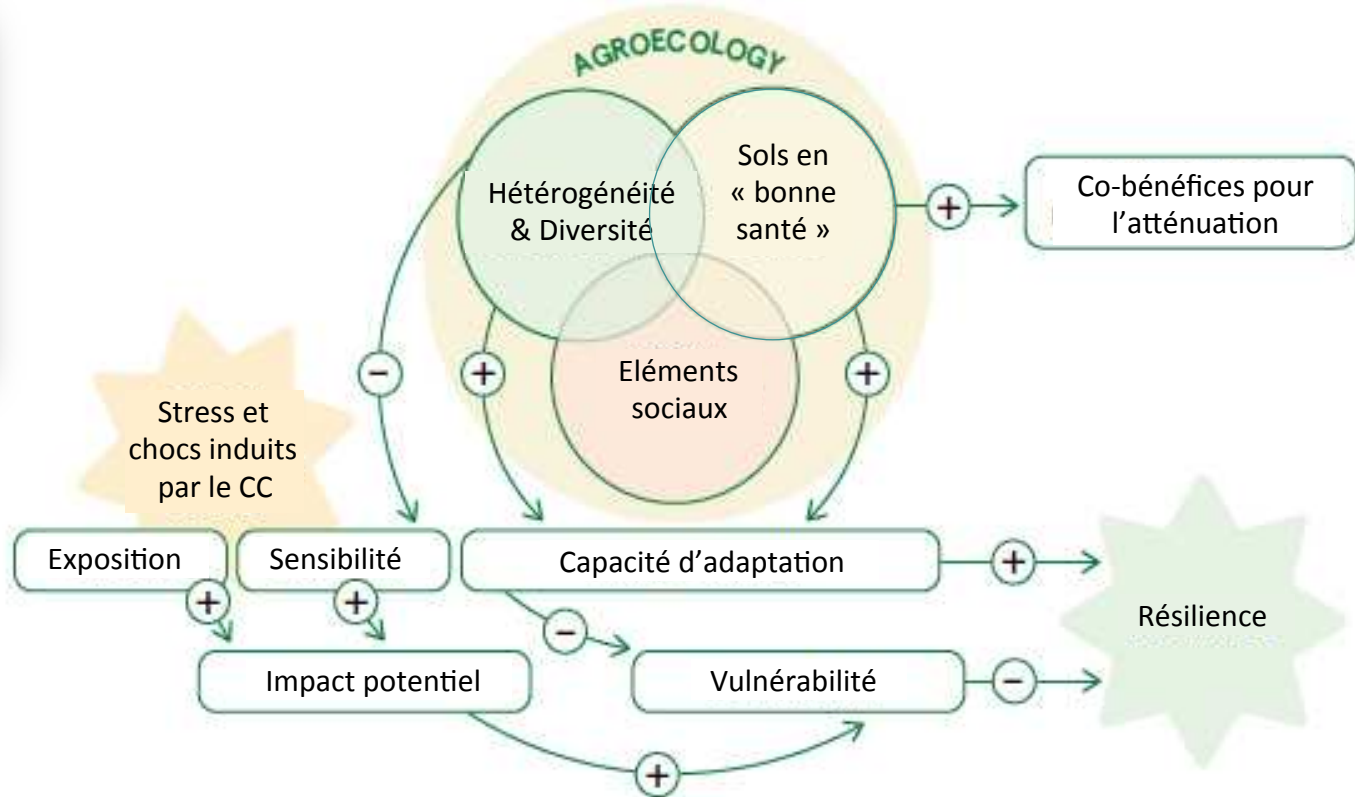 AGROECOLOGY
Hétérogénéité
& Diversité
Sols en
« bonne
santé »
+
Co-bénéfices pour
l'atténuation
Eléments
sociaux
−
+
+
Stress et
chocs induits
par le CC
Exposition
Sensibilité
Capacité d'adaptation
+
+
+
−
Résilience
Impact potentiel
Vulnérabilité
−
+